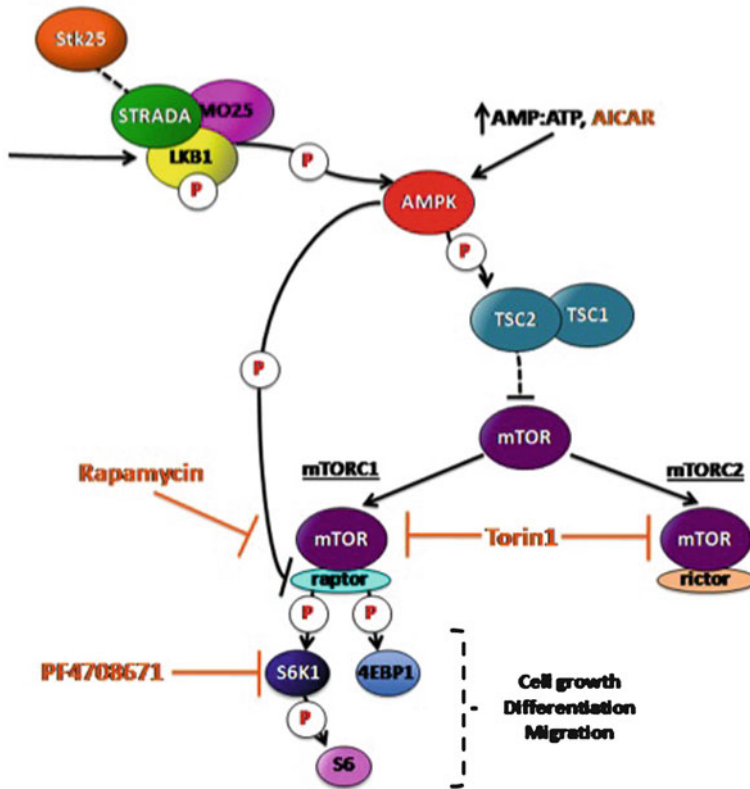 Stk25
STRADA
MO25
LKB1
P
P
↑AMP:ATP, AICAR
AMPK
P
TSC2
TSC1
P
mTOR
mTORC1
mTORC2
Rapamycin
mTOR
Torin1
mTOR
raptor
rictor
P
P
PF4708671
S6K1
4EBP1
Cell growth
Differentiation
Migration
P
S6